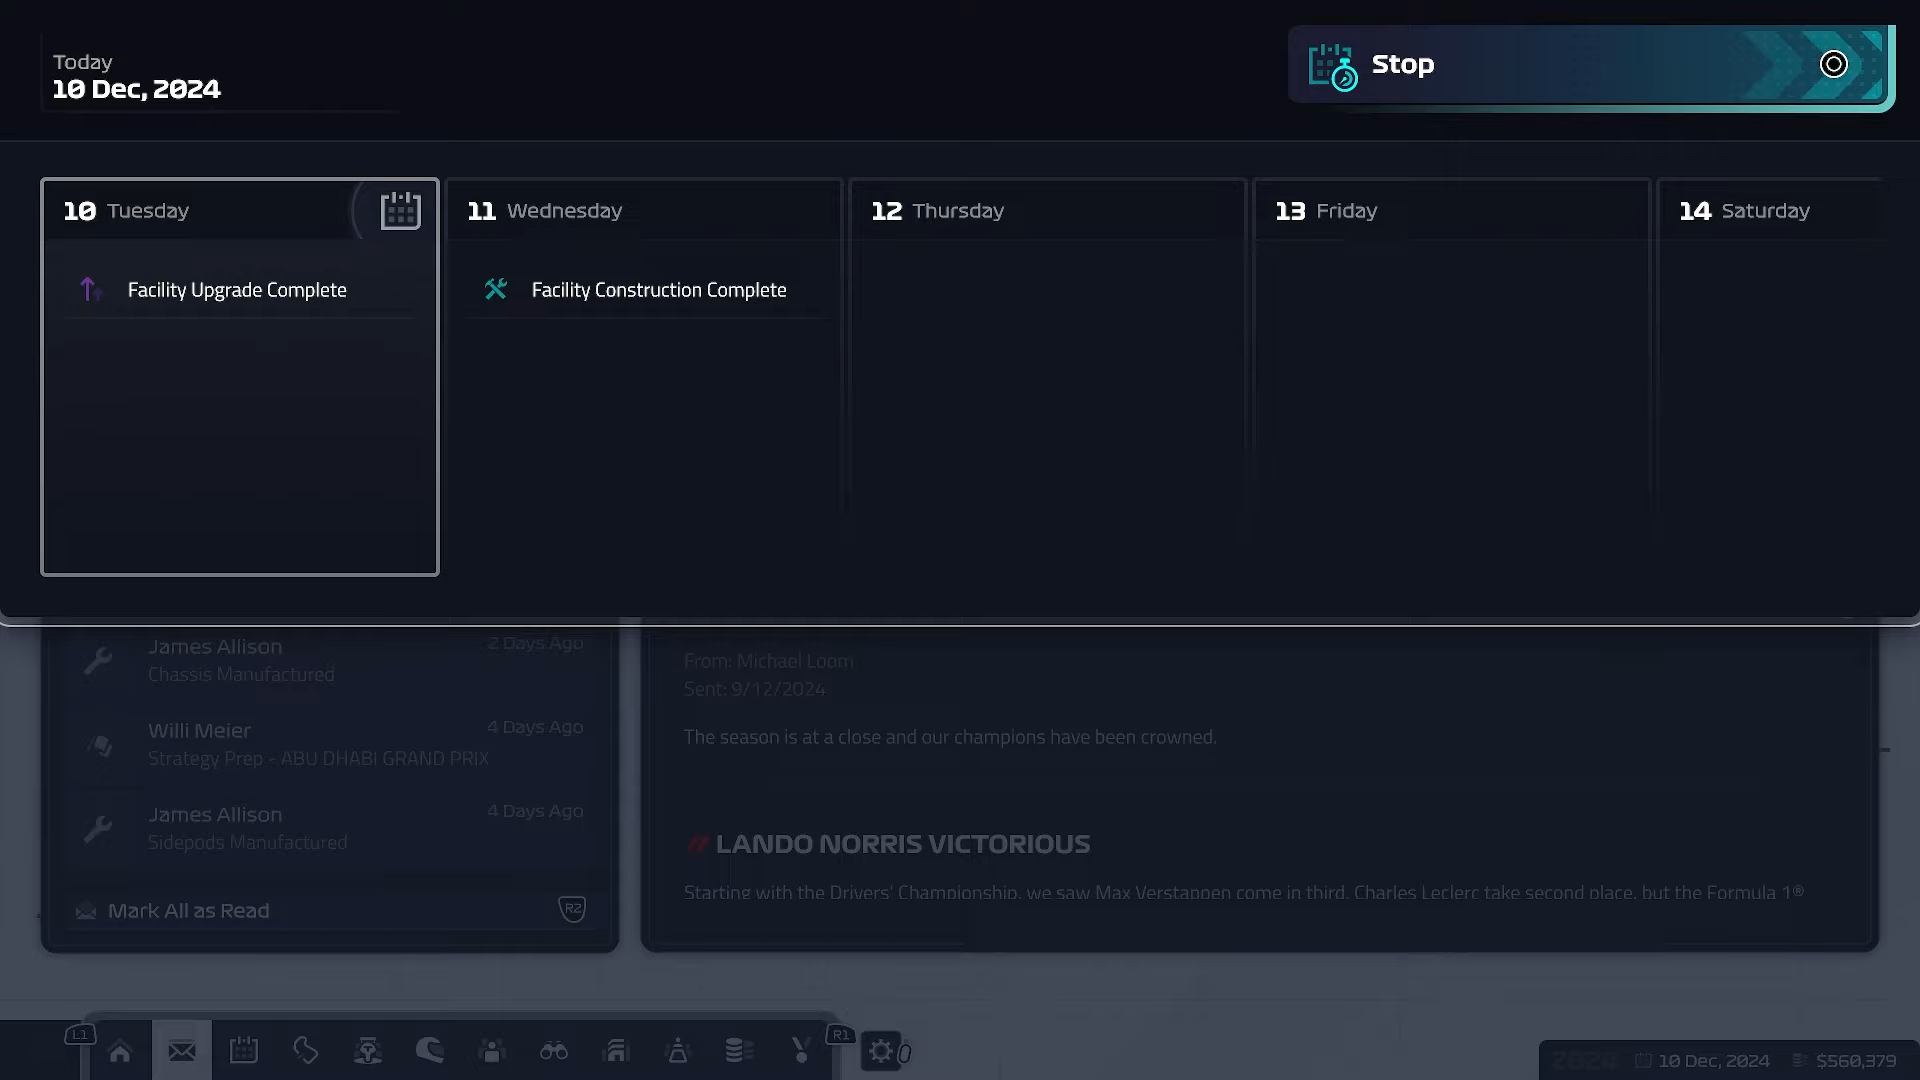 Today
10 Dec, 2024
Stop
10 Tuesday
Facility Upgrade Complete
11 Wednesday
Facility Construction Complete
12 Thursday
13 Friday
14 Saturday
James Allison
2 Days Ago
Chassis Manufactured
Willi Meier
4 Days Ago
Strategy Prep - ABU DHABI GRAND PRIX
James Allison
4 Days Ago
Sidepods Manufactured
Mark All as Read
R2
From: Michael Loom
Sent: 9/12/2024
The season is at a close and our champions have been crowned.
LANDO NORRIS VICTORIOUS
Starting with the Drivers' Championship, we saw Max Verstappen come in third, Charles Leclerc take second place, but the Formula 1®
L1
R1
2024
10 Dec, 2024
$560,379